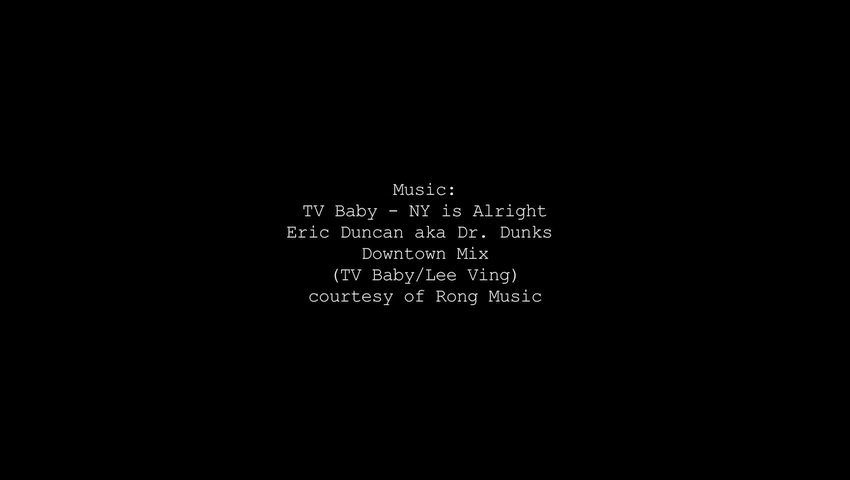 Music:
TV Baby - NY is Alright
Eric Duncan aka Dr. Dunks
Downtown Mix
(TV Baby/Lee Ving)
courtesy of Rong Music